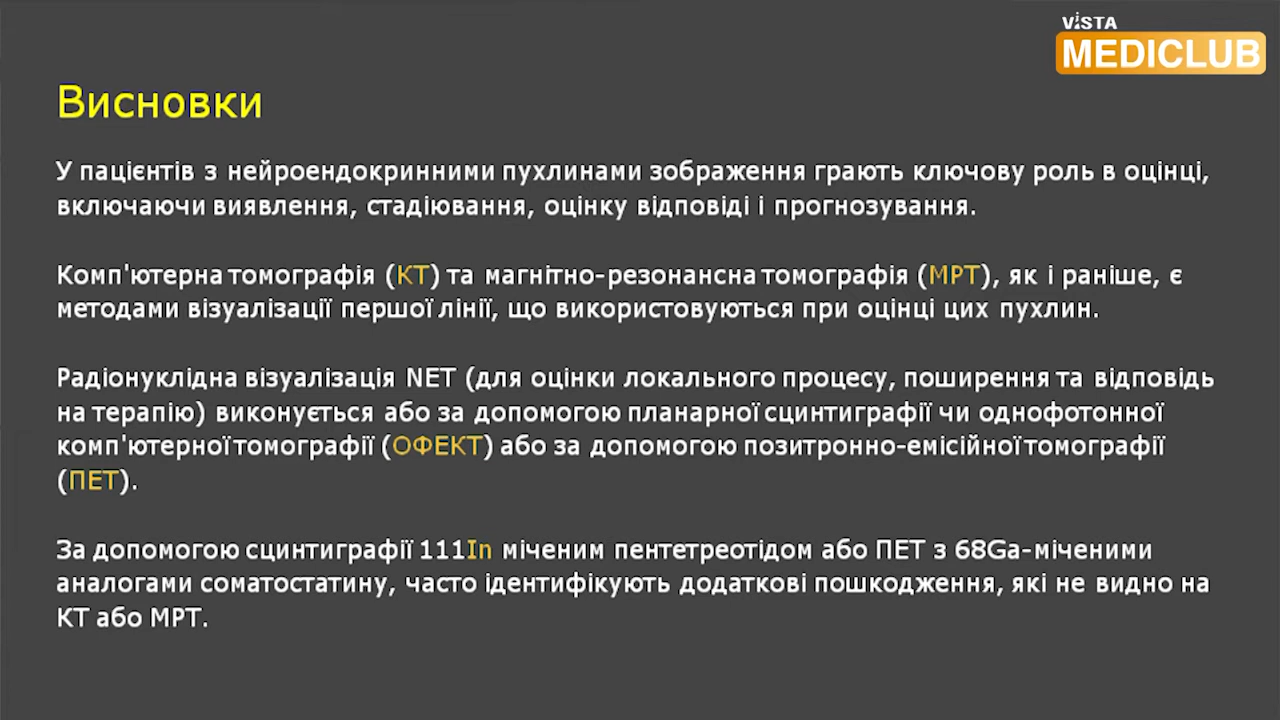 ViSTA
MEDICLUB
Висновки
У пацієнтів з нейроендокринними пухлинами зображення грають ключову роль в оцінці,
включаючи виявлення, стадіювання, оцінку відповіді і прогнозування.
Комп'ютерна томографія (КТ) та магнітно-резонансна томографія (МРТ), як і раніше, є
методами візуалізації першої лінії, що використовуються при оцінці цих пухлин.
Радіонуклідна візуалізація NET (для оцінки локального процесу, поширення та відповідь
на терапію) виконується або за допомогою планарної сцинтиграфії чи однофотонної
комп'ютерної томографії (ОФЕКТ) або за допомогою позитронно-емісійної томографії
(ПЕТ).
За допомогою сцинтиграфії 111In міченим пентетреотідом або ПЕТ з 68Ga-міченими
аналогами соматостатину, часто ідентифікують додаткові пошкодження, які не видно на
КТ або МРТ.